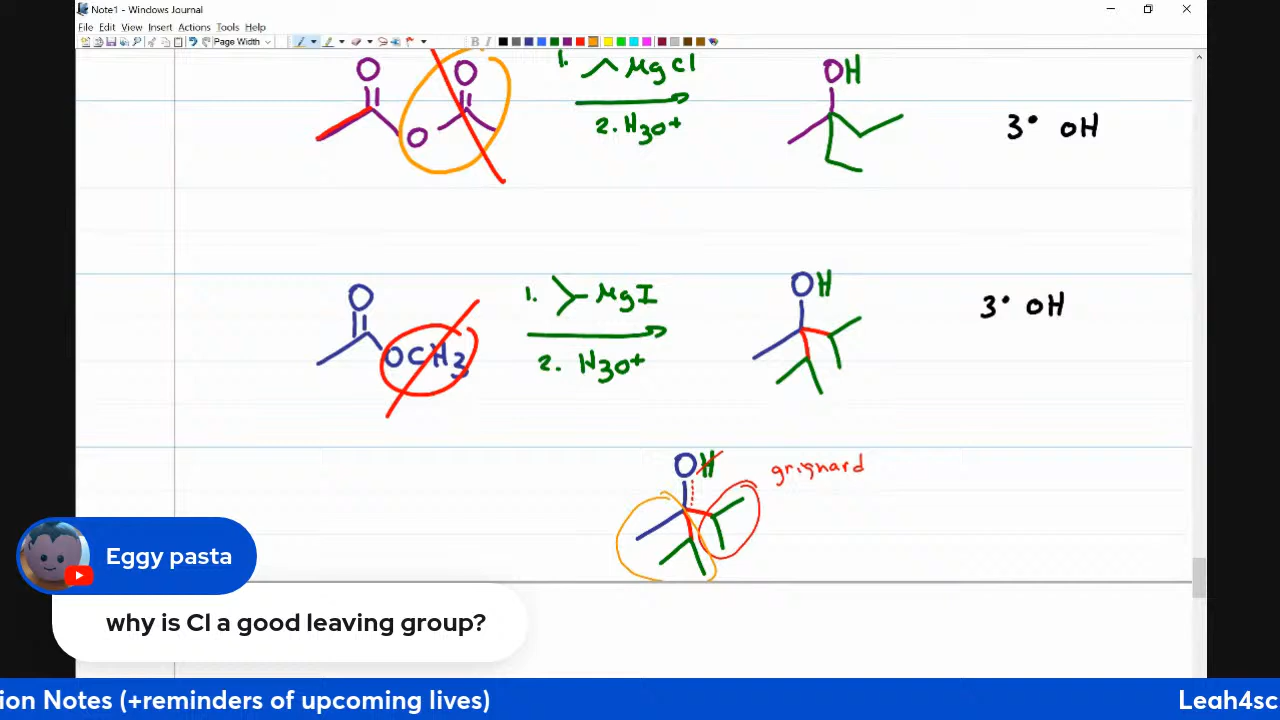 Note1 - Windows Journal
File Edit View Insert Actions Tools Help
Page Width
B I
O O O
1. MgCl
2. H3O+
OH
3° OH
O
OCH3
1. MgI
2. H3O+
OH
3° OH
OH
grignard
Eggy pasta
why is Cl a good leaving group?
ion Notes (+reminders of upcoming lives)
Leah4sc